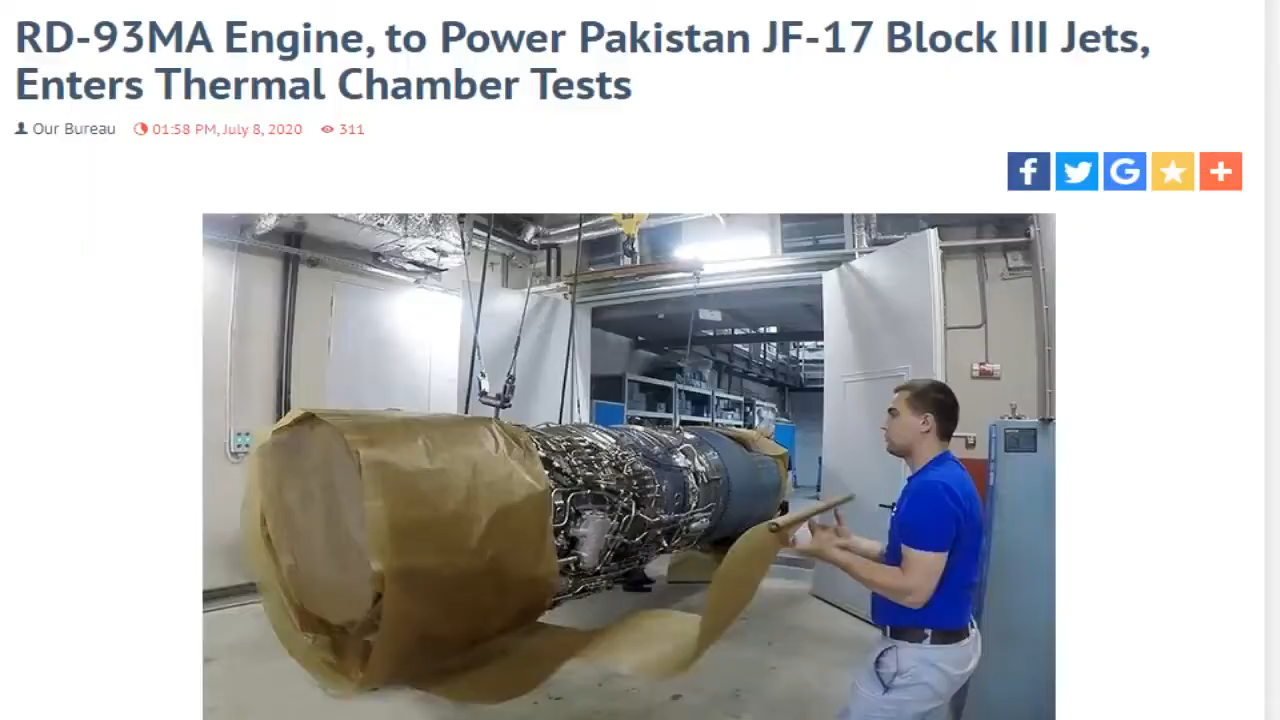 RD-93MA Engine, to Power Pakistan JF-17 Block III Jets,
Enters Thermal Chamber Tests
Our Bureau 01:58 PM, July 8, 2020 311